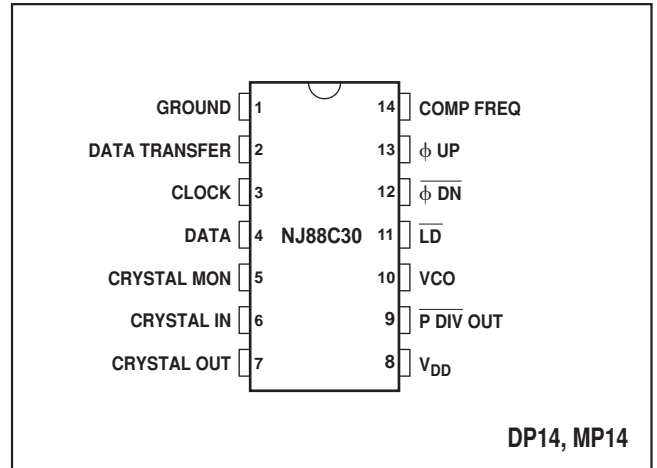 GROUND 1 14 COMP FREQ
DATA TRANSFER 2 13 ϕ UP
CLOCK 3 12 ϕ DN
DATA 4 NJ88C30 11 LD
CRYSTAL MON 5 10 VCO
CRYSTAL IN 6 9 P DIV OUT
CRYSTAL OUT 7 8 VDD
DP14, MP14